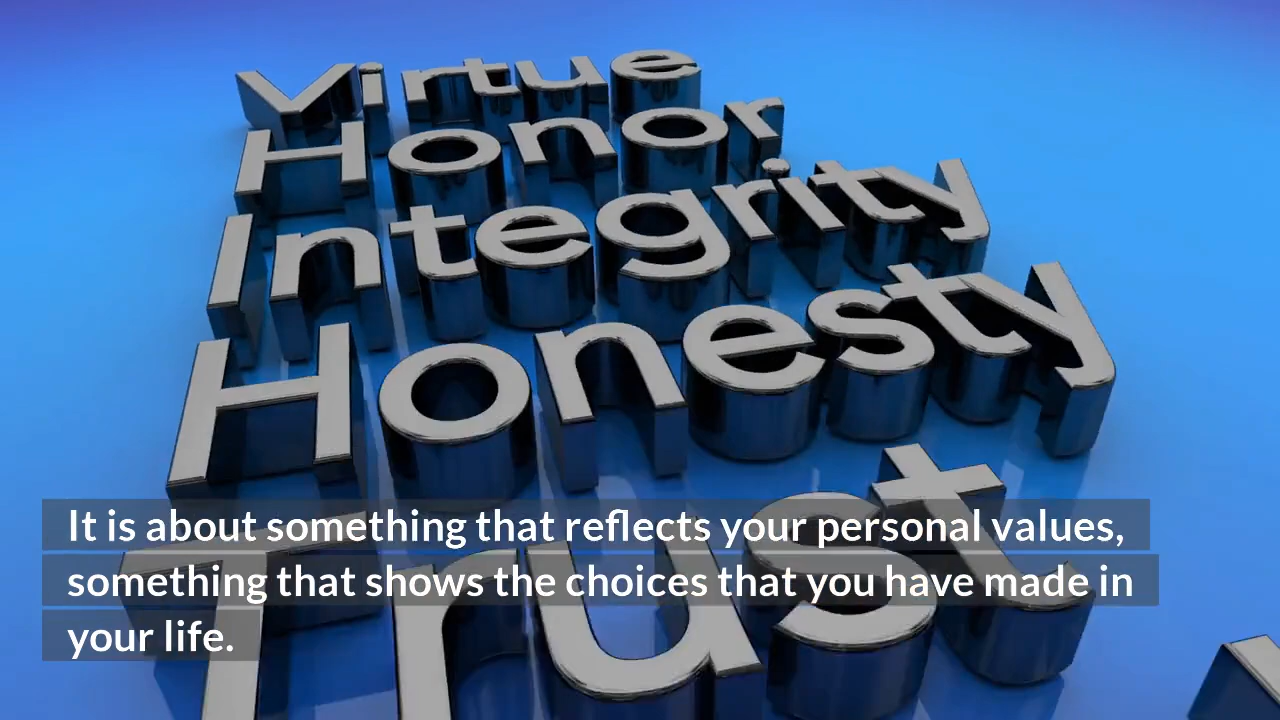 Virtue
Honor
Integrity
Honesty
Trust
It is about something that reflects your personal values,
something that shows the choices that you have made in
your life.